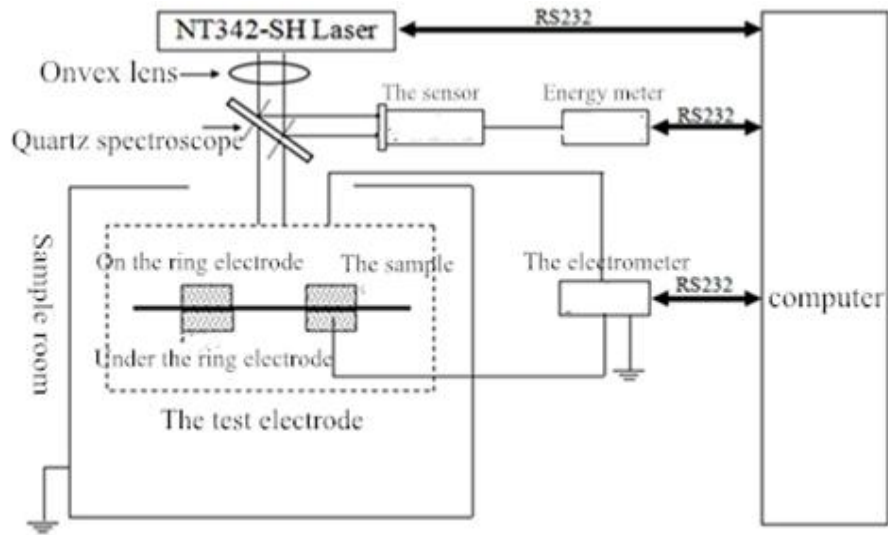 NT342-SH Laser
RS232
Onvex lens
The sensor
Energy meter
Quartz spectroscope
RS232
Sample room
On the ring electrode
The sample
The electrometer
RS232
computer
Under the ring electrode
The test electrode